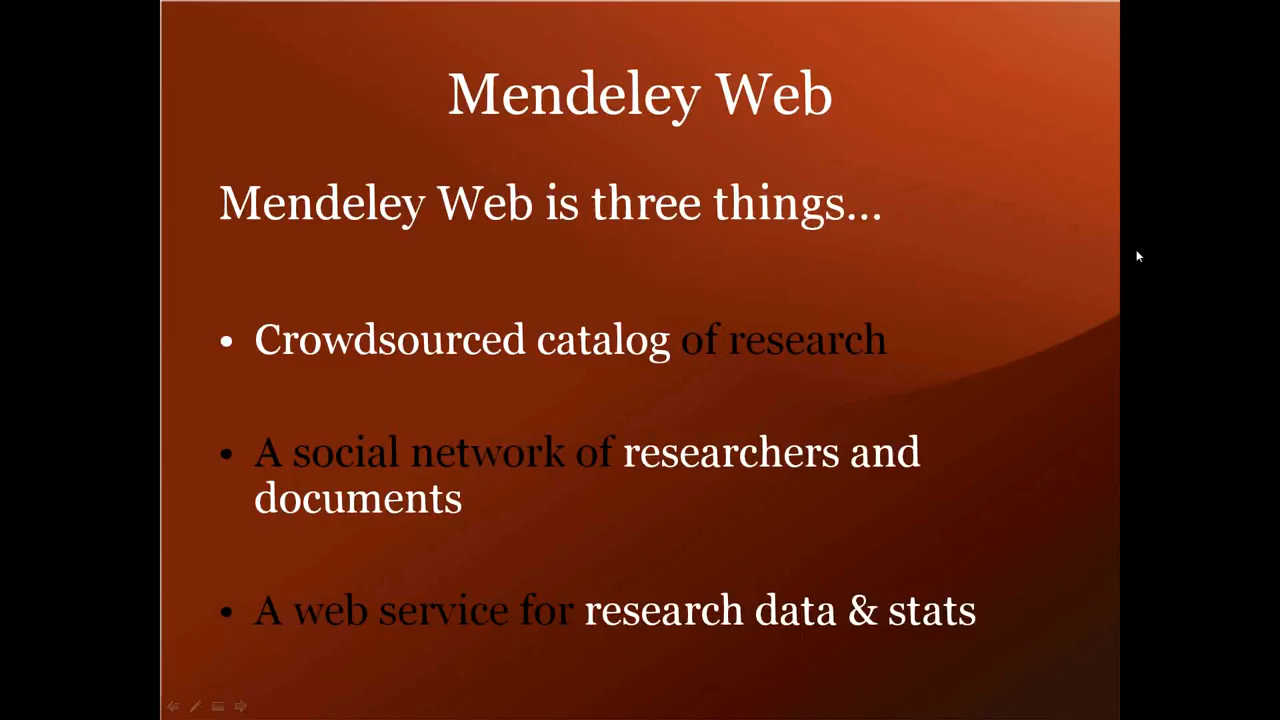 Mendeley Web
Mendeley Web is three things...
• Crowdsourced catalog of research
• A social network of researchers and
documents
• A web service for research data & stats